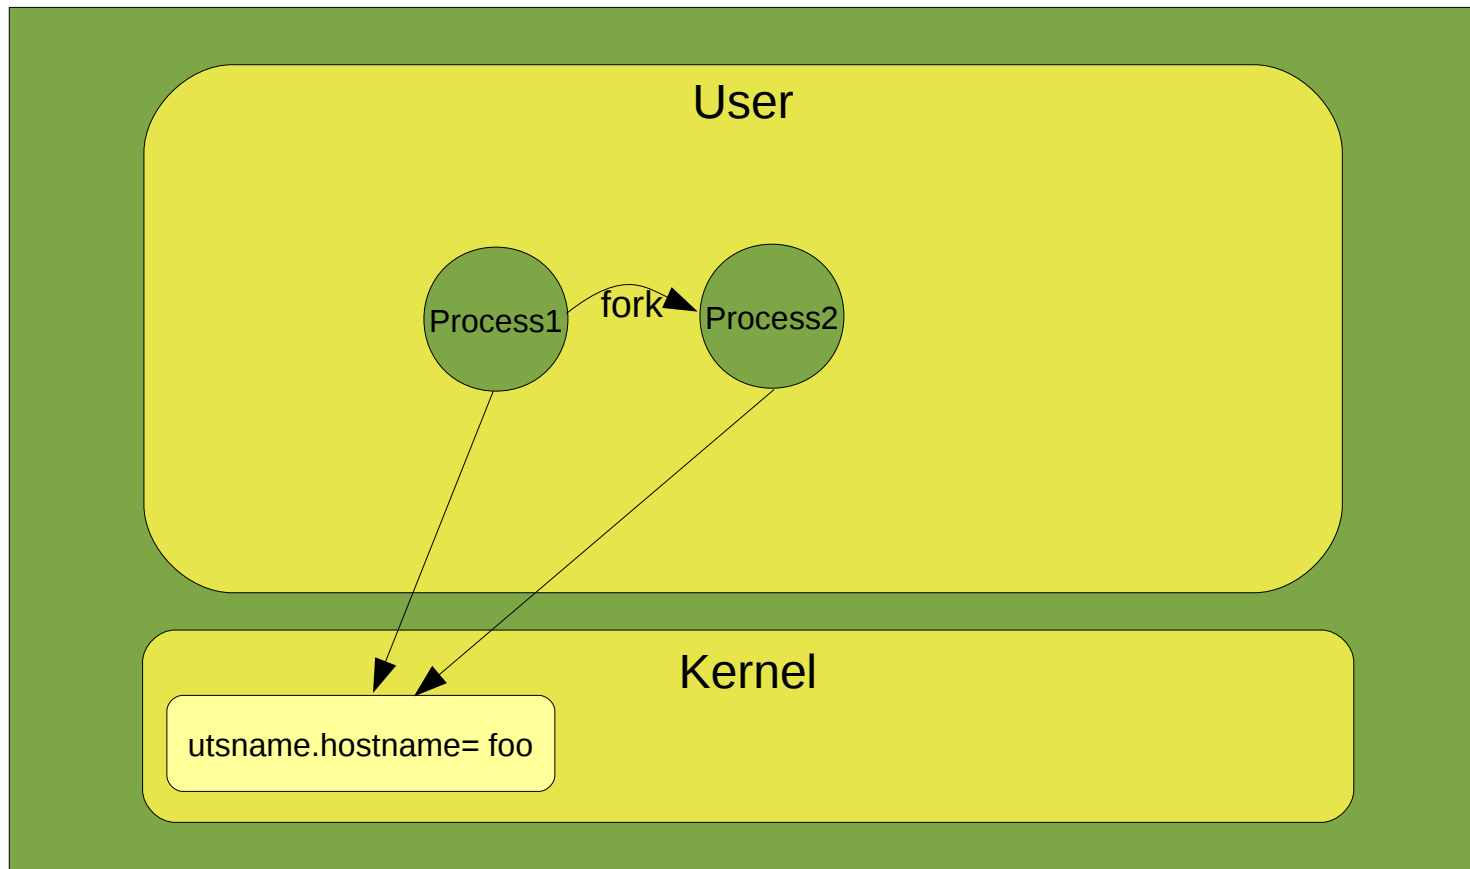 User
Process1
fork
Process2
Kernel
utsname.hostname= foo